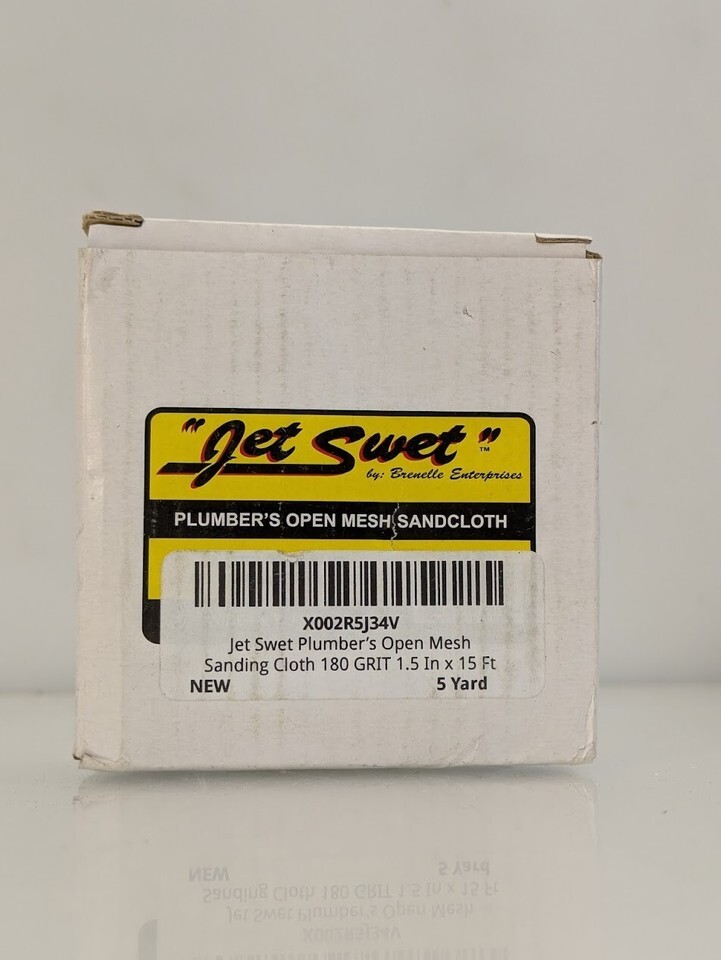 "Jet Swet"™
by: Brenelle Enterprises
PLUMBER'S OPEN MESH SANDCLOTH
X002R5J34V
Jet Swet Plumber's Open Mesh
Sanding Cloth 180 GRIT 1.5 In x 15 Ft
NEW 5 Yard